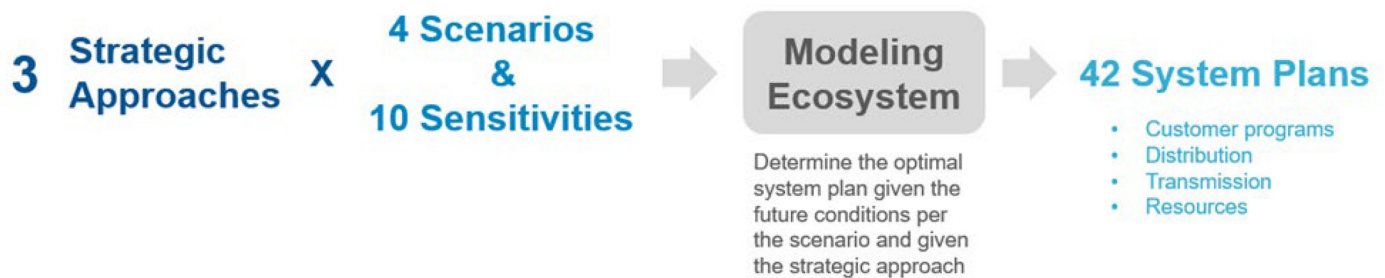 3
Strategic
Approaches
x
4 Scenarios
&
10 Sensitivities
Modeling
Ecosystem
Determine the optimal
system plan given the
future conditions per
the scenario and given
the strategic approach
42 System Plans
• Customer programs
• Distribution
• Transmission
• Resources